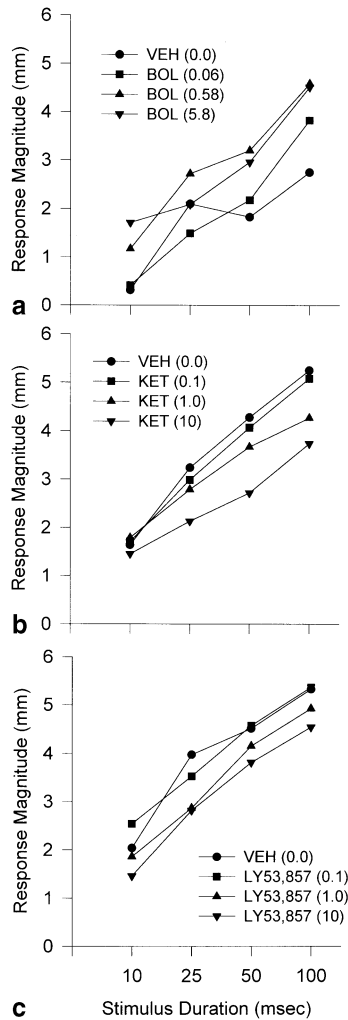 6
5
4
3
2
1
0
Response Magnitude (mm)
VEH (0.0)
BOL (0.06)
BOL (0.58)
BOL (5.8)
a
6
5
4
3
2
1
0
Response Magnitude (mm)
VEH (0.0)
KET (0.1)
KET (1.0)
KET (10)
b
6
5
4
3
2
1
0
Response Magnitude (mm)
VEH (0.0)
LY53,857 (0.1)
LY53,857 (1.0)
LY53,857 (10)
10 25 50 100
c
Stimulus Duration (msec)